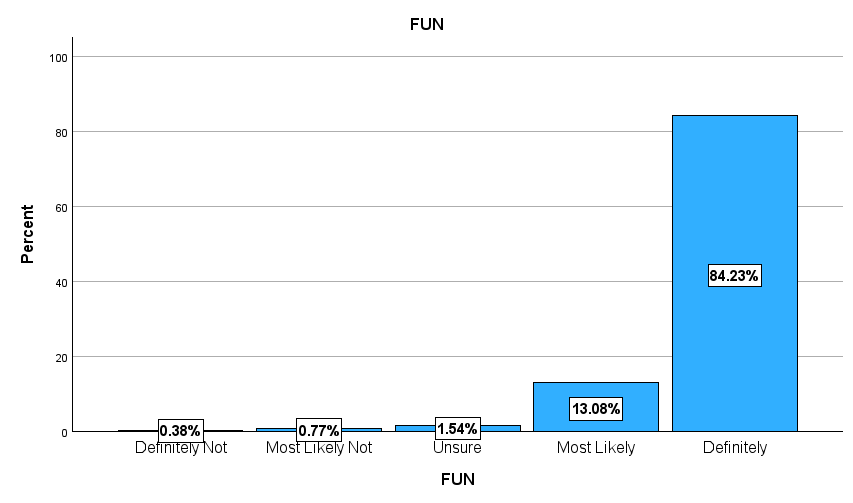 FUN
Percent
100
80
60
40
20
0
0.38%
0.77%
1.54%
13.08%
84.23%
Definitely Not
Most Likely Not
Unsure
Most Likely
Definitely
FUN